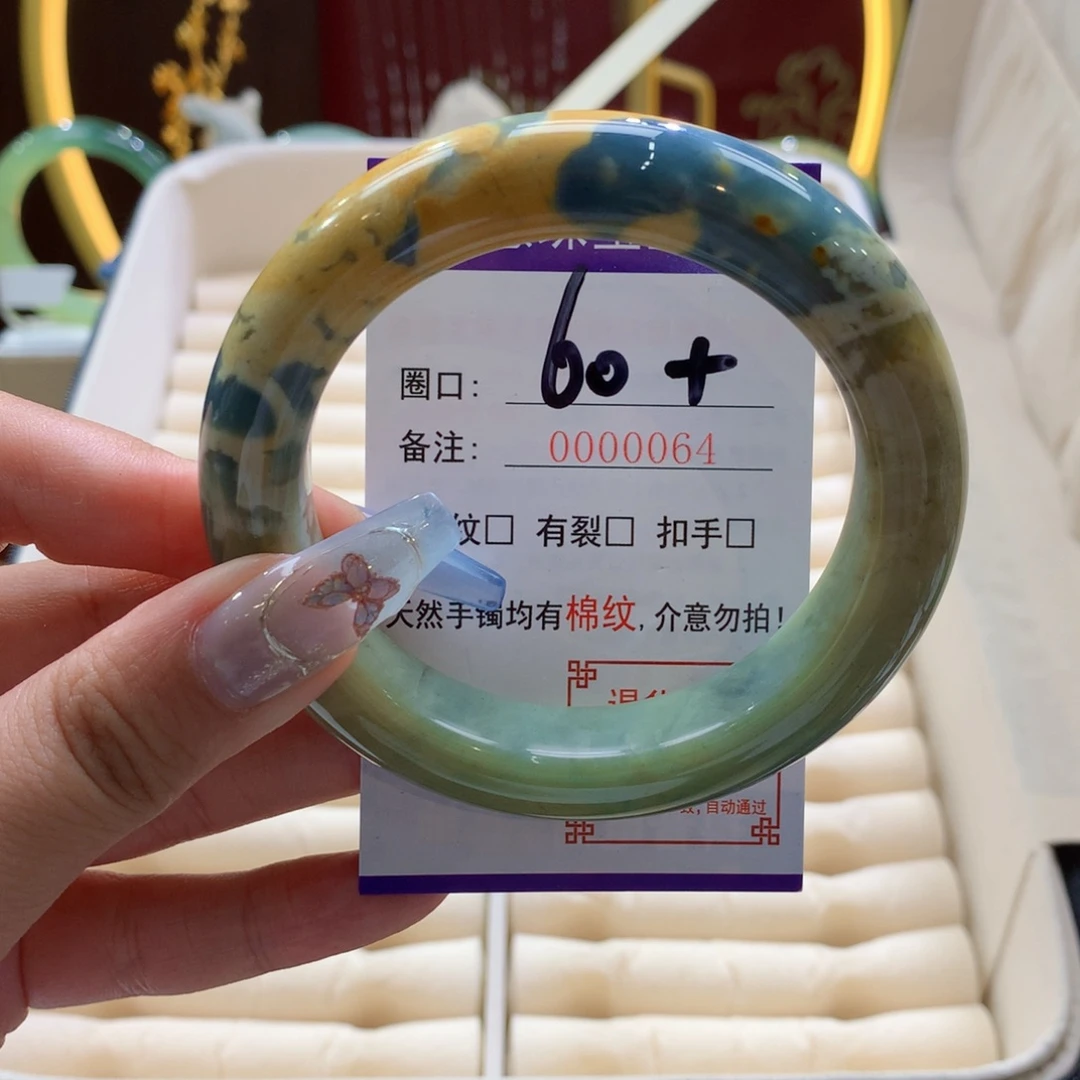 圈口: 60+
备注: 0000064
纹□ 有裂□ 扣手□
天然手镯均有棉纹,介意勿拍!
自动通过